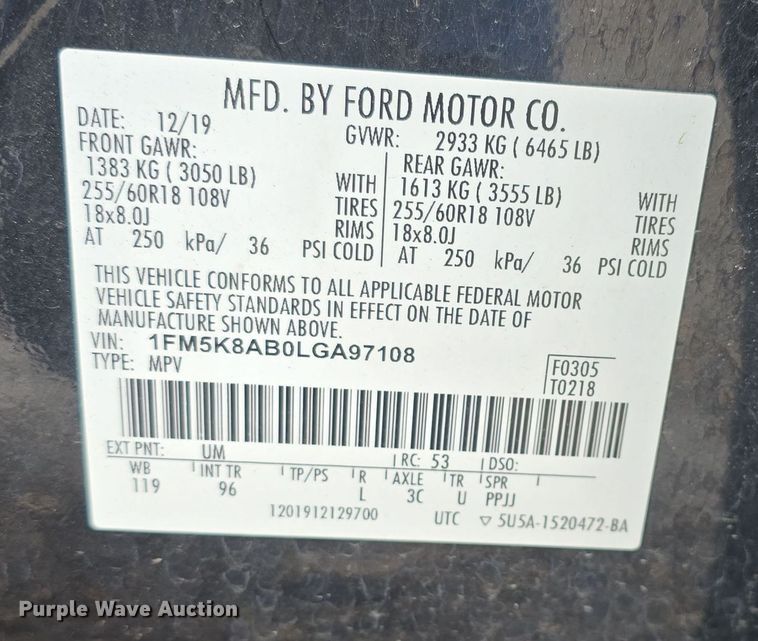 MFD. BY FORD MOTOR CO.
DATE: 12/19 GVWR: 2933 KG ( 6465 LB)
FRONT GAWR: REAR GAWR:
1383 KG ( 3050 LB) WITH 1613 KG ( 3555 LB) WITH
255/60R18 108V TIRES 255/60R18 108V TIRES
18x8.0J RIMS 18x8.0J RIMS
AT 250 kPa/ 36 PSI COLD AT 250 kPa/ 36 PSI COLD
THIS VEHICLE CONFORMS TO ALL APPLICABLE FEDERAL MOTOR
VEHICLE SAFETY STANDARDS IN EFFECT ON THE DATE OF
MANUFACTURE SHOWN ABOVE.
VIN: 1FM5K8AB0LGA97108
TYPE: MPV F0305
T0218
EXT PNT: UM RC: 53 DSO:
WB INT TR TP/PS R AXLE TR SPR
119 96 L 3C U PPJJ
1201912129700 UTC ▽ 5U5A-1520472-BA
Purple Wave Auction